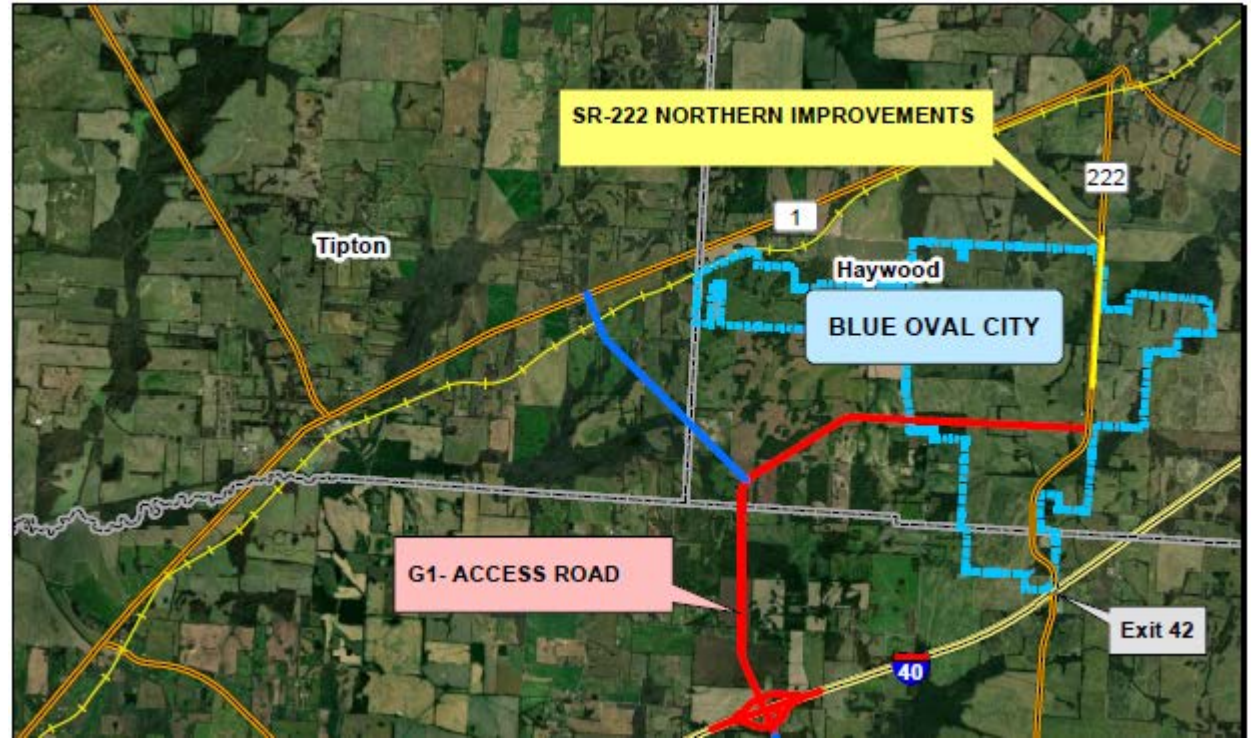 SR-222 NORTHERN IMPROVEMENTS
222
1
Tipton
Haywood
BLUE OVAL CITY
G1- ACCESS ROAD
Exit 42
40